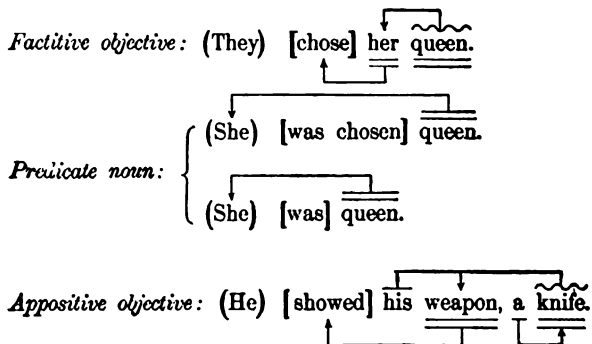 Factitive objective: (They) [chose] her queen.
(She) [was chosen] queen.
Predicate noun:
(She) [was] queen.
Appositive objective: (He) [showed] his weapon, a knife.